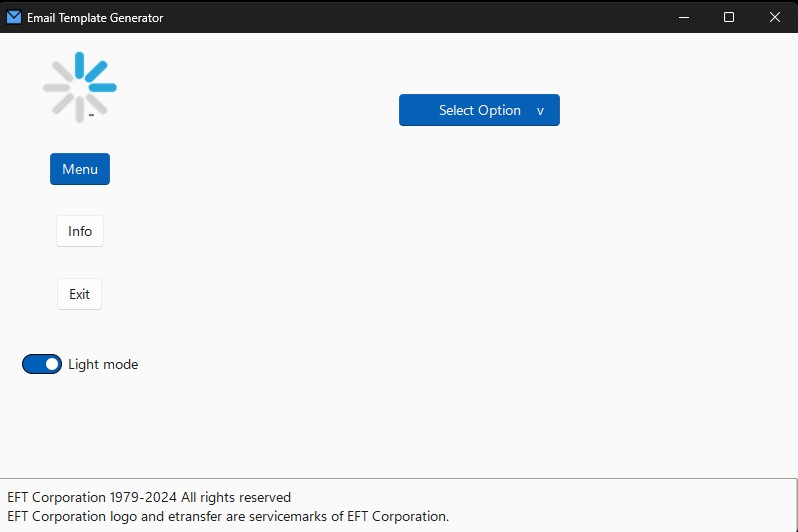 Email Template Generator
Select Option v
Menu
Info
Exit
Light mode
EFT Corporation 1979-2024 All rights reserved
EFT Corporation logo and etransfer are servicemarks of EFT Corporation.